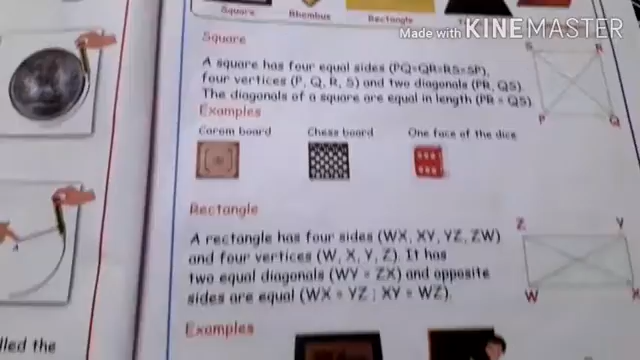 Made with KINEMASTER
Square
Rhombus
Rectangle
Square
A square has four equal sides (PQ=QR=RS=SP),
four vertices (P, Q, R, S) and two diagonals (PR, QS).
The diagonals of a square are equal in length (PR = QS).
S
R
P
Q
Examples
Carom board
Chess board
One face of the dice
Rectangle
A rectangle has four sides (WX, XY, YZ, ZW)
and four vertices (W, X, Y, Z). It has
two equal diagonals (WY = ZX) and opposite
sides are equal (WX = YZ ; XY = WZ).
Z
Y
W
X
Examples
lled the